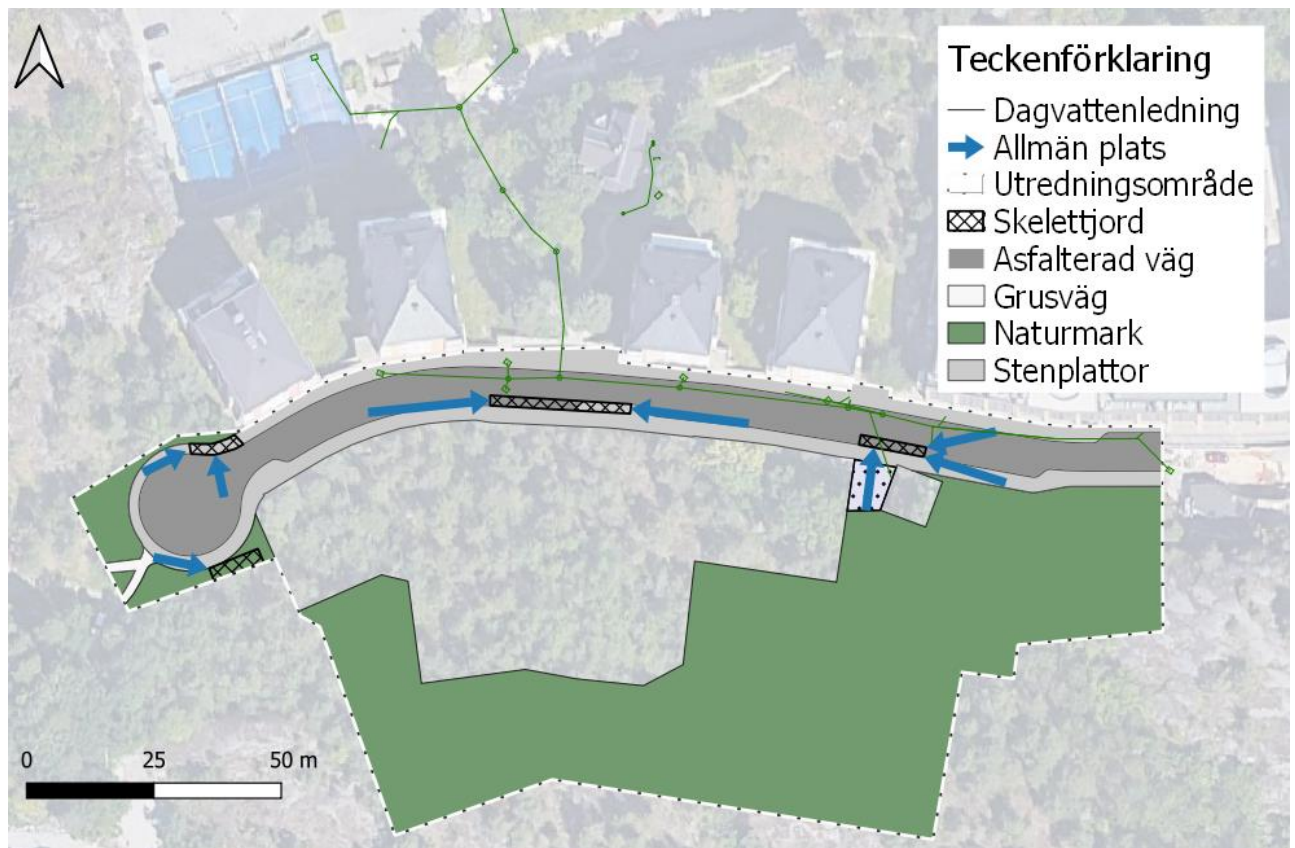 Teckenförklaring
Dagvattenledning
Allmän plats
Utredningsområde
Skelettjord
Asfalterad väg
Grusväg
Naturmark
Stenplattor
0 25 50 m